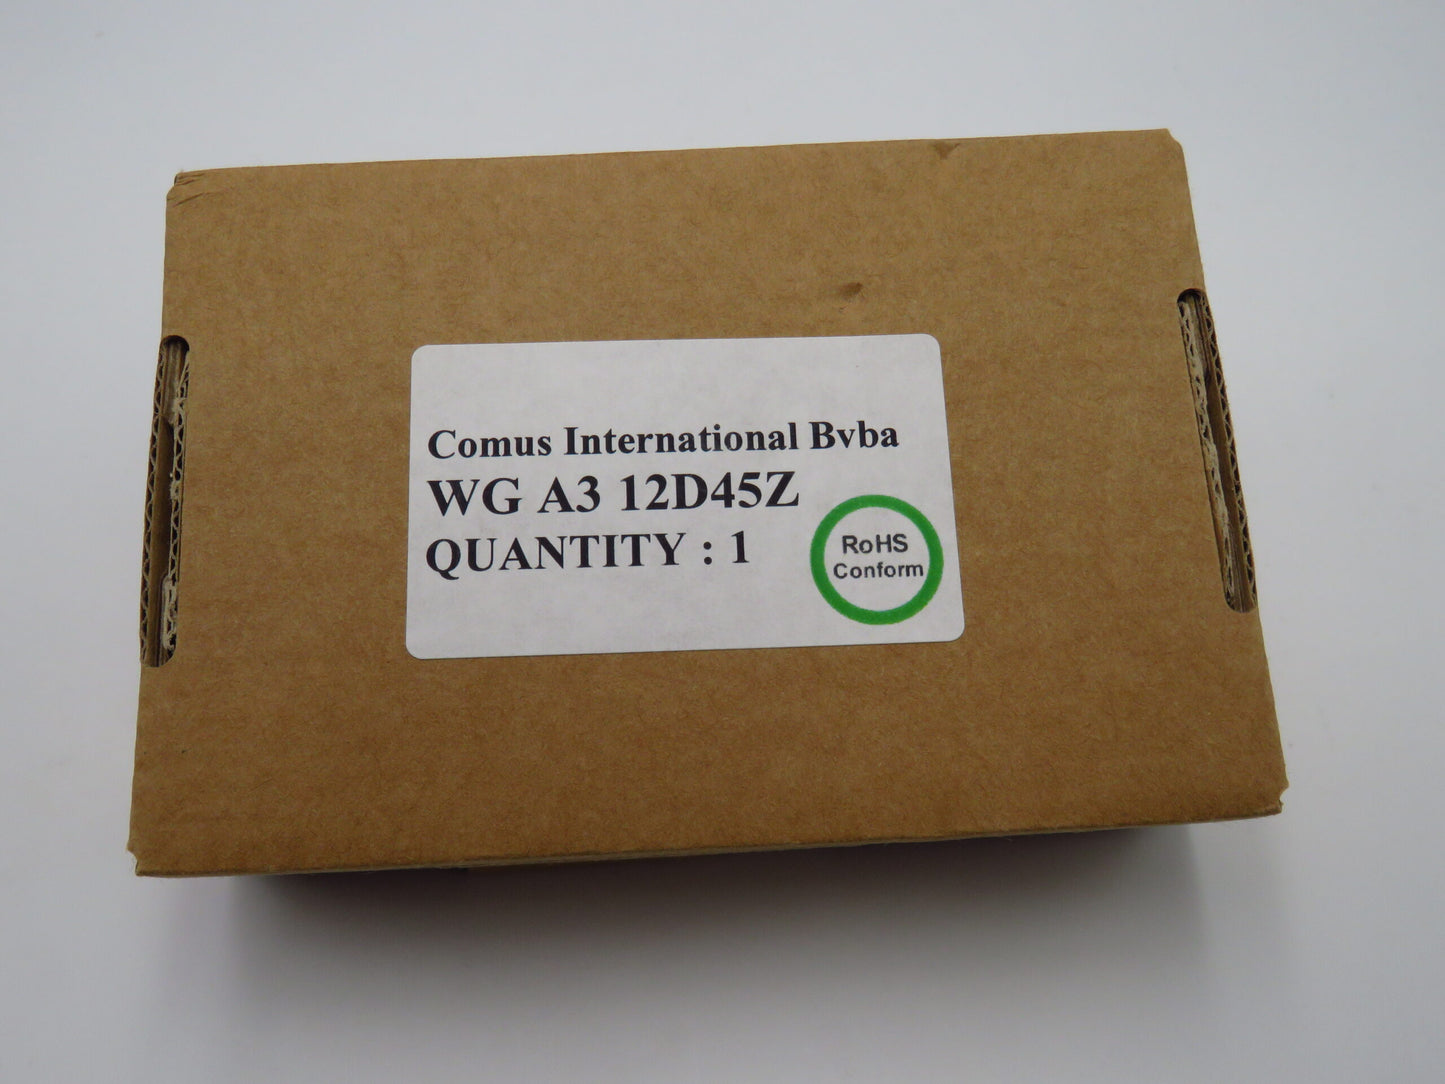 Comus International Bvba
WG A3 12D45Z
QUANTITY : 1
RoHS
Conform